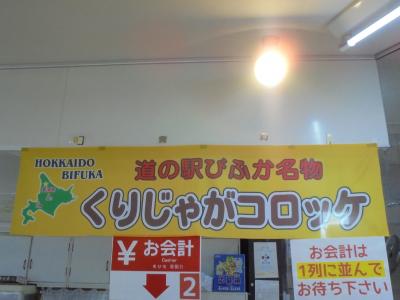 HOKKAIDO
BIFUKA
道の駅びふか名物
くりじゃがコロッケ
¥ お会計
Casher
2
お会計は
1列に並んで
お待ち下さい